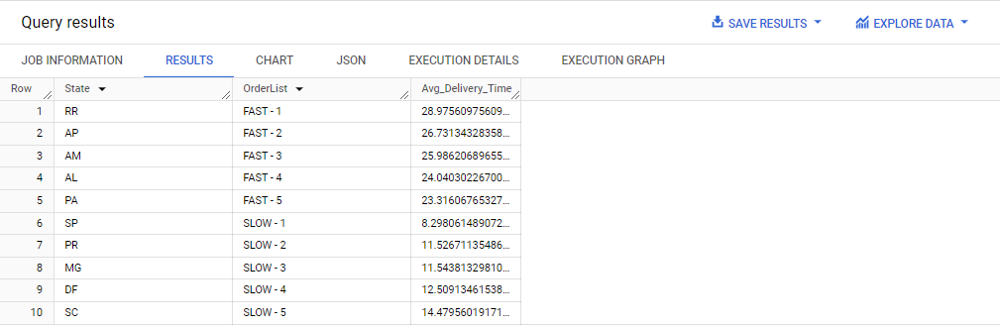 Query results SAVE RESULTS EXPLORE DATA
JOB INFORMATION RESULTS CHART JSON EXECUTION DETAILS EXECUTION GRAPH
Row State OrderList Avg_Delivery_Time
1 RR FAST - 1 28.97560975609...
2 AP FAST - 2 26.73134328358...
3 AM FAST - 3 25.98620689655...
4 AL FAST - 4 24.04030226700...
5 PA FAST - 5 23.31606765327...
6 SP SLOW - 1 8.298061489072...
7 PR SLOW - 2 11.52671135486...
8 MG SLOW - 3 11.54381329810...
9 DF SLOW - 4 12.50913461538...
10 SC SLOW - 5 14.47956019171...